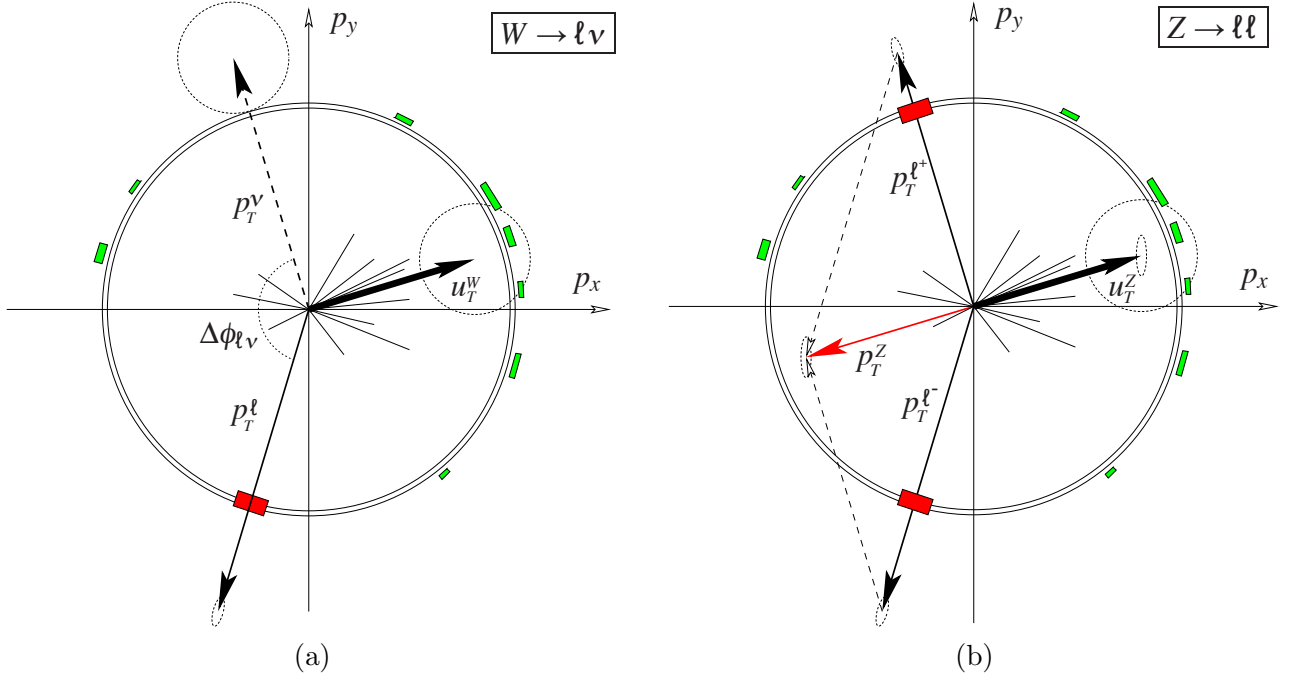 p_y
W → ℓν
p_T^ν
p_x
u_T^W
Δϕ_ℓν
p_T^ℓ
(a)
p_y
Z → ℓℓ
p_T^ℓ+
p_x
u_T^Z
p_T^Z
p_T^ℓ-
(b)